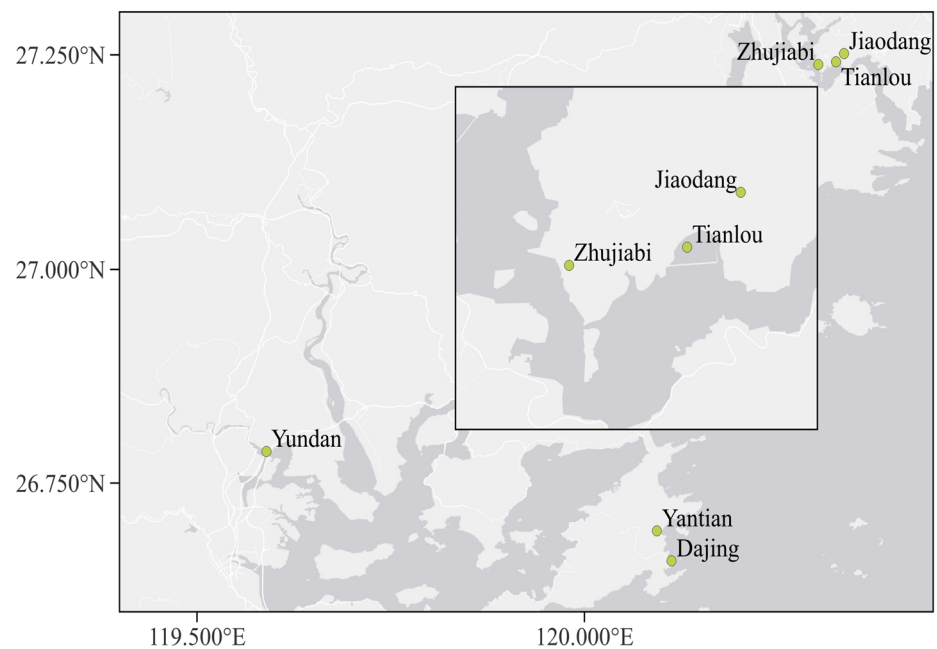 27.250°N
Zhujiabi
Jiaodang
Tianlou
Jiaodang
Tianlou
Zhujiabi
27.000°N
Yundan
26.750°N
Yantian
Dajing
119.500°E
120.000°E